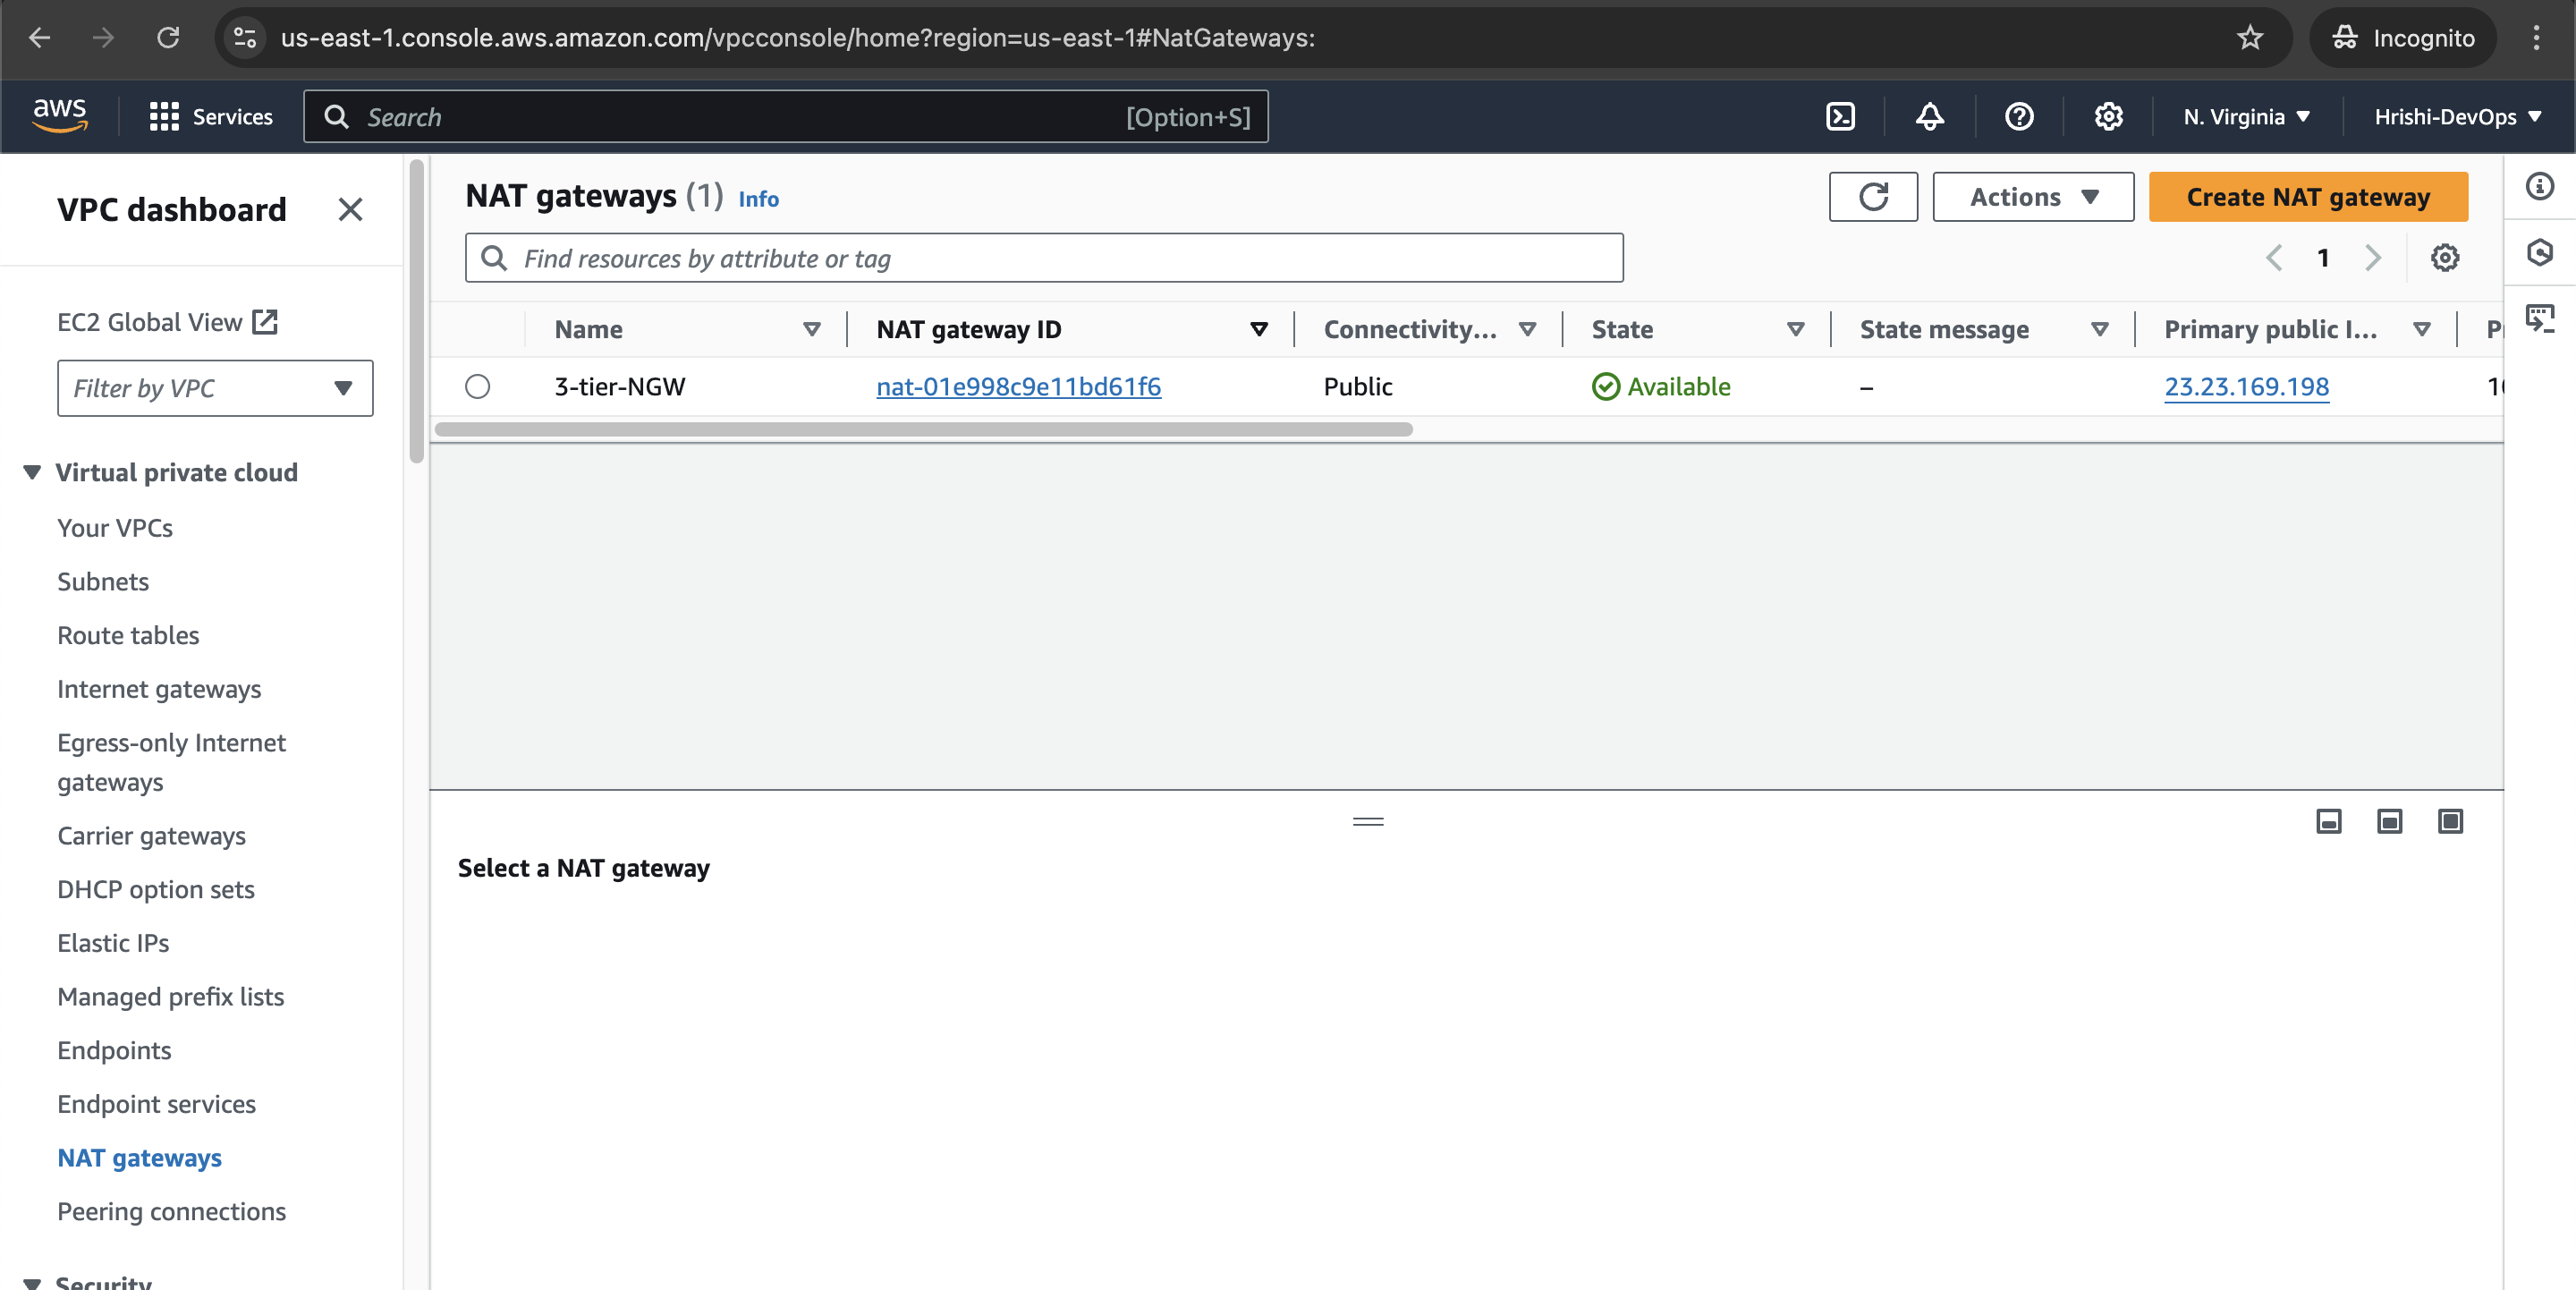 us-east-1.console.aws.amazon.com/vpcconsole/home?region=us-east-1#NatGateways:
Incognito
aws
Services
Search
[Option+S]
N. Virginia
Hrishi-DevOps
VPC dashboard
EC2 Global View
Filter by VPC
Virtual private cloud
Your VPCs
Subnets
Route tables
Internet gateways
Egress-only Internet
gateways
Carrier gateways
DHCP option sets
Elastic IPs
Managed prefix lists
Endpoints
Endpoint services
NAT gateways
Peering connections
Security
NAT gateways (1) Info
Actions
Create NAT gateway
Find resources by attribute or tag
1
Name NAT gateway ID Connectivity... State State message Primary public I...
3-tier-NGW nat-01e998c9e11bd61f6 Public Available – 23.23.169.198
Select a NAT gateway